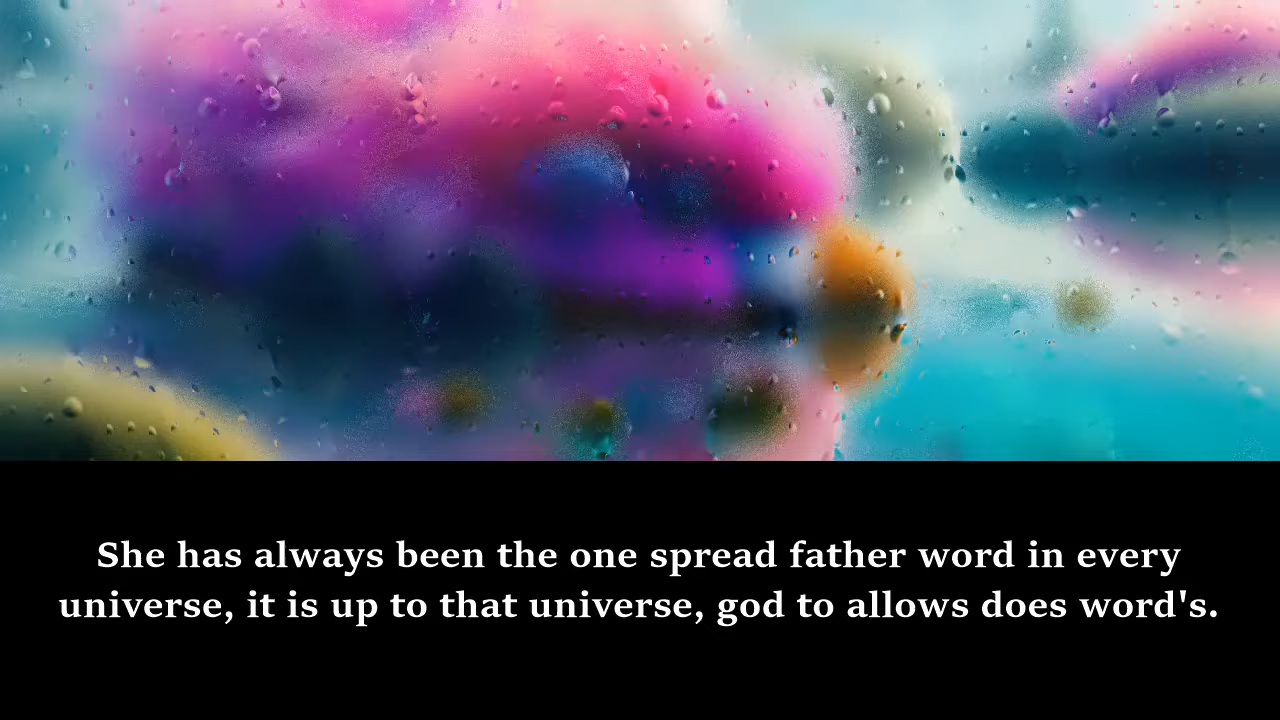 She has always been the one spread father word in every
universe, it is up to that universe, god to allows does word's.